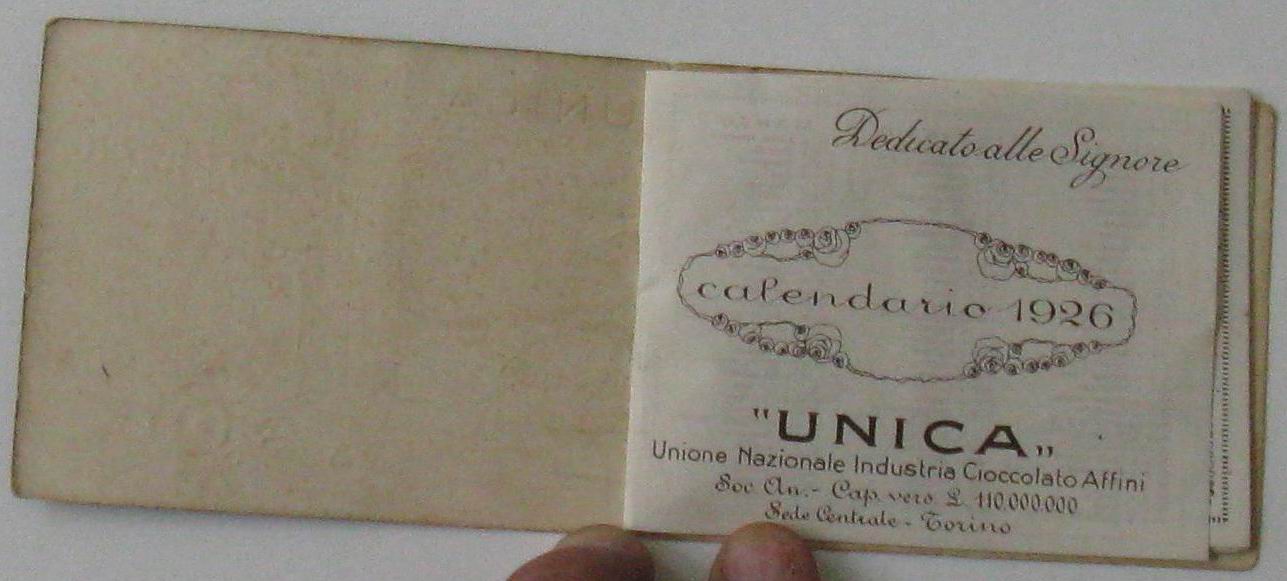 Dedicato alle Signore
calendario 1926
"UNICA„
Unione Nazionale Industria Cioccolato Affini
Soc. An. - Cap. vers. L. 110.000.000
Sede Centrale - Torino